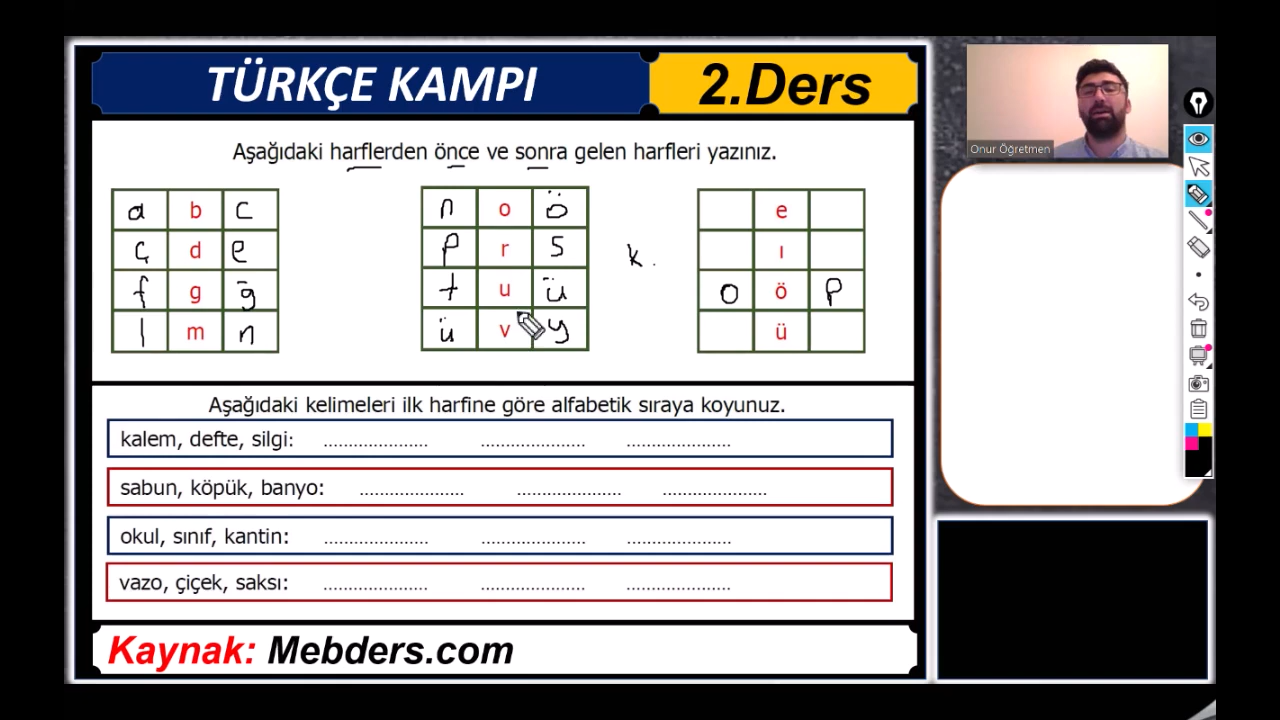 TÜRKÇE KAMPI
2.Ders
Onur Öğretmen
Aşağıdaki harflerden önce ve sonra gelen harfleri yazınız.
a b c
ç d e
f g ğ
l m n
n o ö
p r s
t u ü
ü v y
k.
e
ı
o ö p
ü
Aşağıdaki kelimeleri ilk harfine göre alfabetik sıraya koyunuz.
kalem, defte, silgi: ..................... ..................... .....................
sabun, köpük, banyo: ..................... ..................... .....................
okul, sınıf, kantin: ..................... ..................... .....................
vazo, çiçek, saksı: ..................... ..................... .....................
Kaynak: Mebders.com